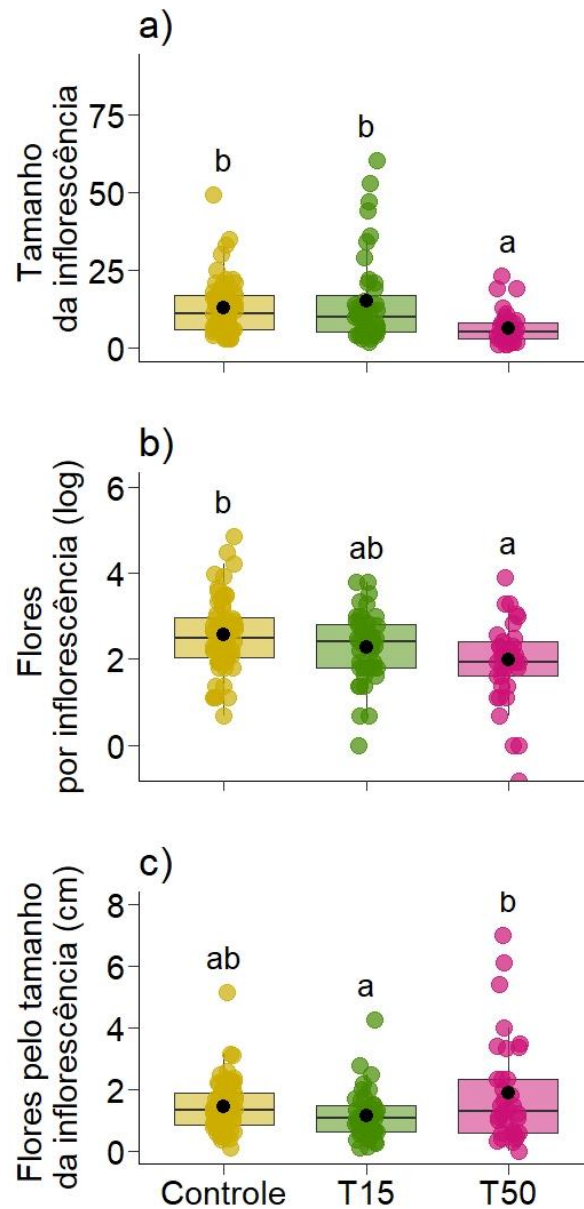 a)
Tamanho
da inflorescência
75
50
25
0
b
b
a
b)
Flores
por inflorescência (log)
6
4
2
0
b
ab
a
c)
Flores pelo tamanho
da inflorescência (cm)
8
6
4
2
0
ab
a
b
Controle T15 T50